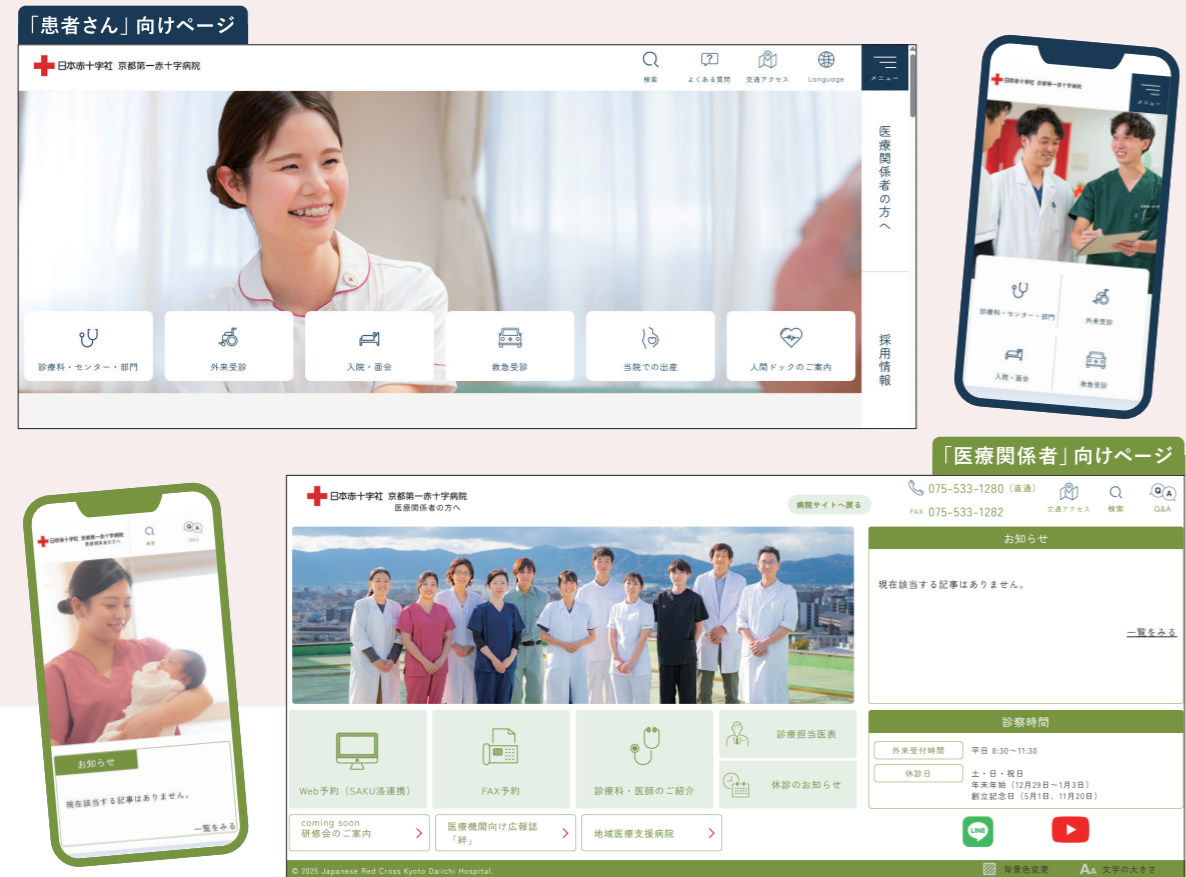 「患者さん」向けページ
日本赤十字社 京都第一赤十字病院
検索
よくある質問
交通アクセス
Language
メニュー
医療関係者の方へ
採用情報
診療科・センター・部門
外来受診
入院・面会
救急受診
当院での出産
人間ドックのご案内
日本赤十字社 京都第一赤十字病院
メニュー
診療科・センター・部門
外来受診
入院・面会
救急受診
「医療関係者」向けページ
日本赤十字社 京都第一赤十字病院
医療関係者の方へ
検索
Q A
Q&A
お知らせ
現在該当する記事はありません。
一覧をみる
日本赤十字社 京都第一赤十字病院
医療関係者の方へ
病院サイトへ戻る
075-533-1280（直通）
FAX 075-533-1282
交通アクセス
検索
Q A
Q&A
お知らせ
現在該当する記事はありません。
一覧をみる
Web予約（SAKU洛連携）
FAX予約
診療科・医師のご紹介
診療担当医表
休診のお知らせ
診察時間
外来受付時間 平日 8:30～11:30
休診日 土・日・祝日
年末年始（12月29日～1月3日）
創立記念日（5月1日、11月20日）
coming soon
研修会のご案内
医療機関向け広報誌
「絆」
地域医療支援病院
LINE
© 2025 Japanese Red Cross Kyoto Daiichi Hospital.
背景色変更
AA 文字の大きさ